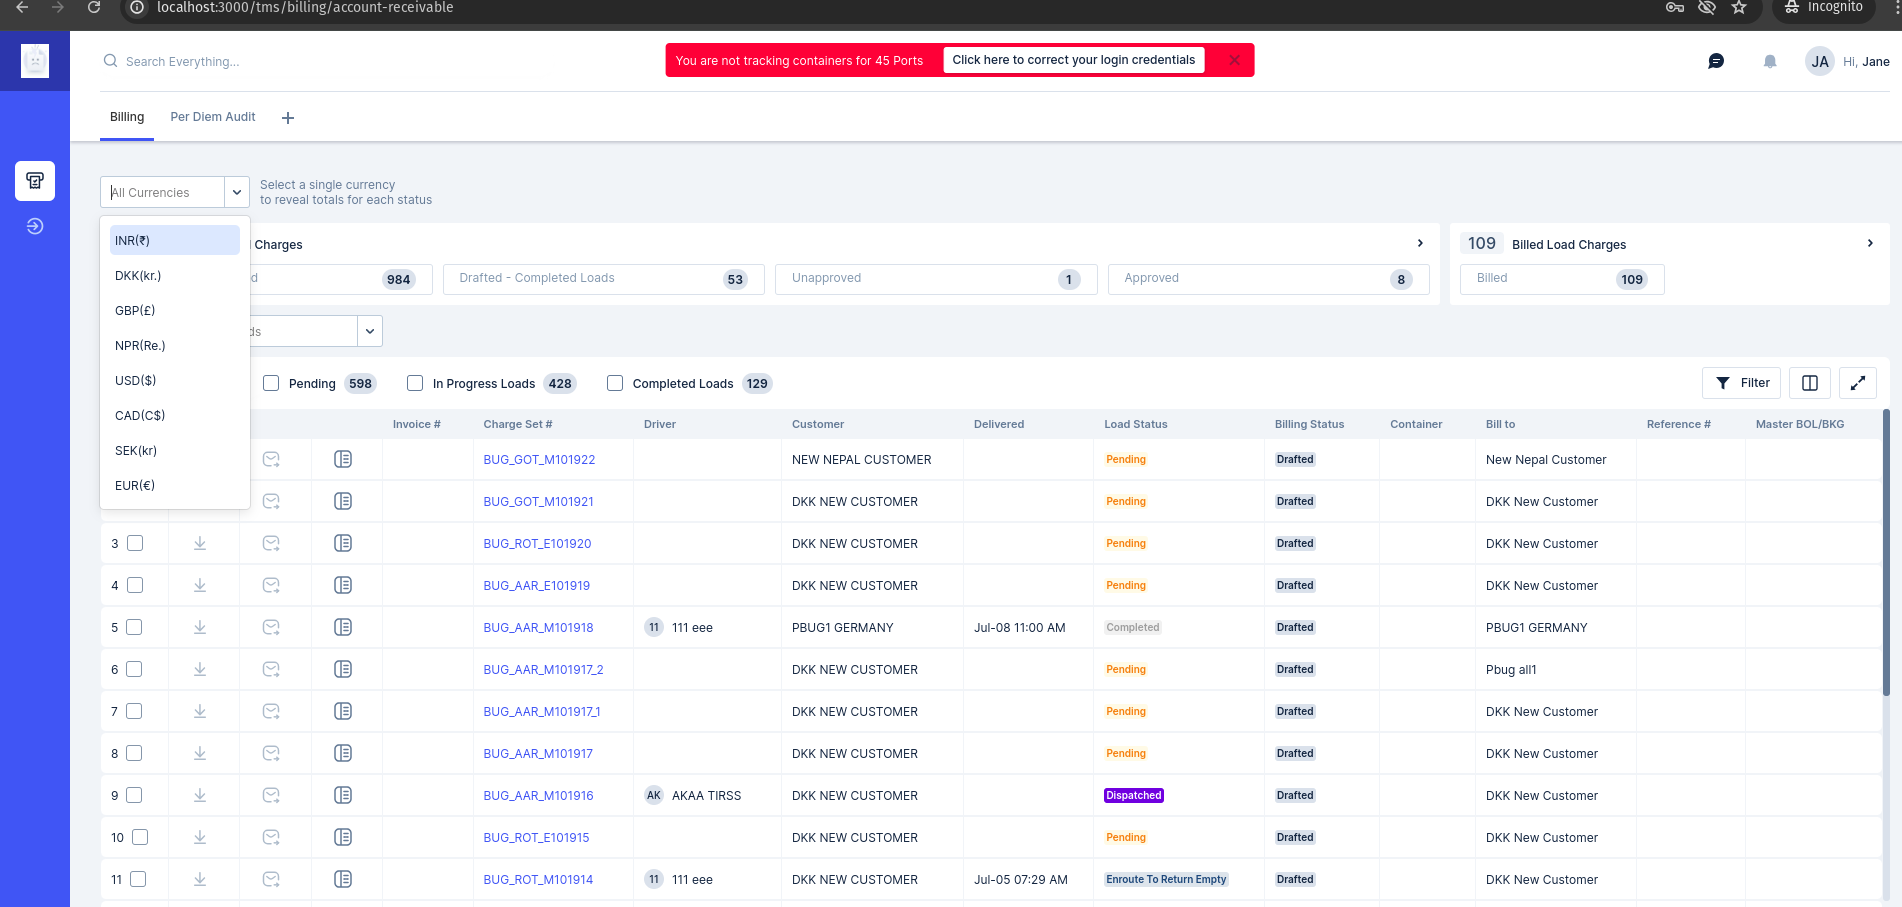 localhost:3000/tms/billing/account-receivable
Incognito
Search Everything...
You are not tracking containers for 45 Ports
Click here to correct your login credentials
JA
Hi, Jane
Billing
Per Diem Audit
All Currencies
Select a single currency
to reveal totals for each status
INR(₹)
DKK(kr.)
GBP(£)
NPR(Re.)
USD($)
CAD(C$)
SEK(kr)
EUR(€)
Charges
984
Drafted - Completed Loads 53
Unapproved 1
Approved 8
109 Billed Load Charges
Billed 109
Pending 598
In Progress Loads 428
Completed Loads 129
Filter
Invoice # Charge Set # Driver Customer Delivered Load Status Billing Status Container Bill to Reference # Master BOL/BKG
BUG_GOT_M101922 NEW NEPAL CUSTOMER Pending Drafted New Nepal Customer
BUG_GOT_M101921 DKK NEW CUSTOMER Pending Drafted DKK New Customer
3 BUG_ROT_E101920 DKK NEW CUSTOMER Pending Drafted DKK New Customer
4 BUG_AAR_E101919 DKK NEW CUSTOMER Pending Drafted DKK New Customer
5 BUG_AAR_M101918 11 111 eee PBUG1 GERMANY Jul-08 11:00 AM Completed Drafted PBUG1 GERMANY
6 BUG_AAR_M101917_2 DKK NEW CUSTOMER Pending Drafted Pbug all1
7 BUG_AAR_M101917_1 DKK NEW CUSTOMER Pending Drafted DKK New Customer
8 BUG_AAR_M101917 DKK NEW CUSTOMER Pending Drafted DKK New Customer
9 BUG_AAR_M101916 AK AKAA TIRSS DKK NEW CUSTOMER Dispatched Drafted DKK New Customer
10 BUG_ROT_E101915 DKK NEW CUSTOMER Pending Drafted DKK New Customer
11 BUG_ROT_M101914 11 111 eee DKK NEW CUSTOMER Jul-05 07:29 AM Enroute To Return Empty Drafted DKK New Customer